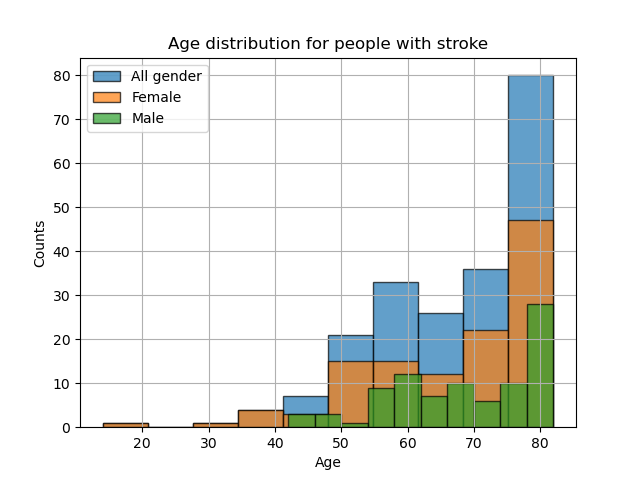 Age distribution for people with stroke
All gender
Female
Male
80
70
60
50
40
30
20
10
0
Counts
20 30 40 50 60 70 80
Age